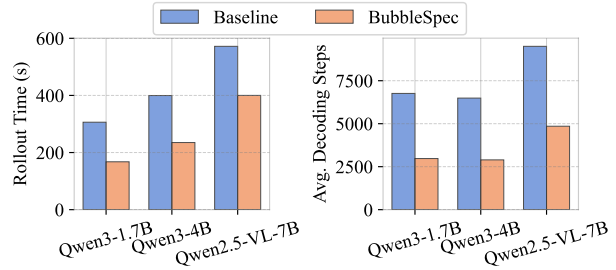 Baseline BubbleSpec
Rollout Time (s)
600
400
200
0
Qwen3-1.7B
Qwen3-4B
Qwen2.5-VL-7B
Avg. Decoding Steps
7500
5000
2500
0
Qwen3-1.7B
Qwen3-4B
Qwen2.5-VL-7B